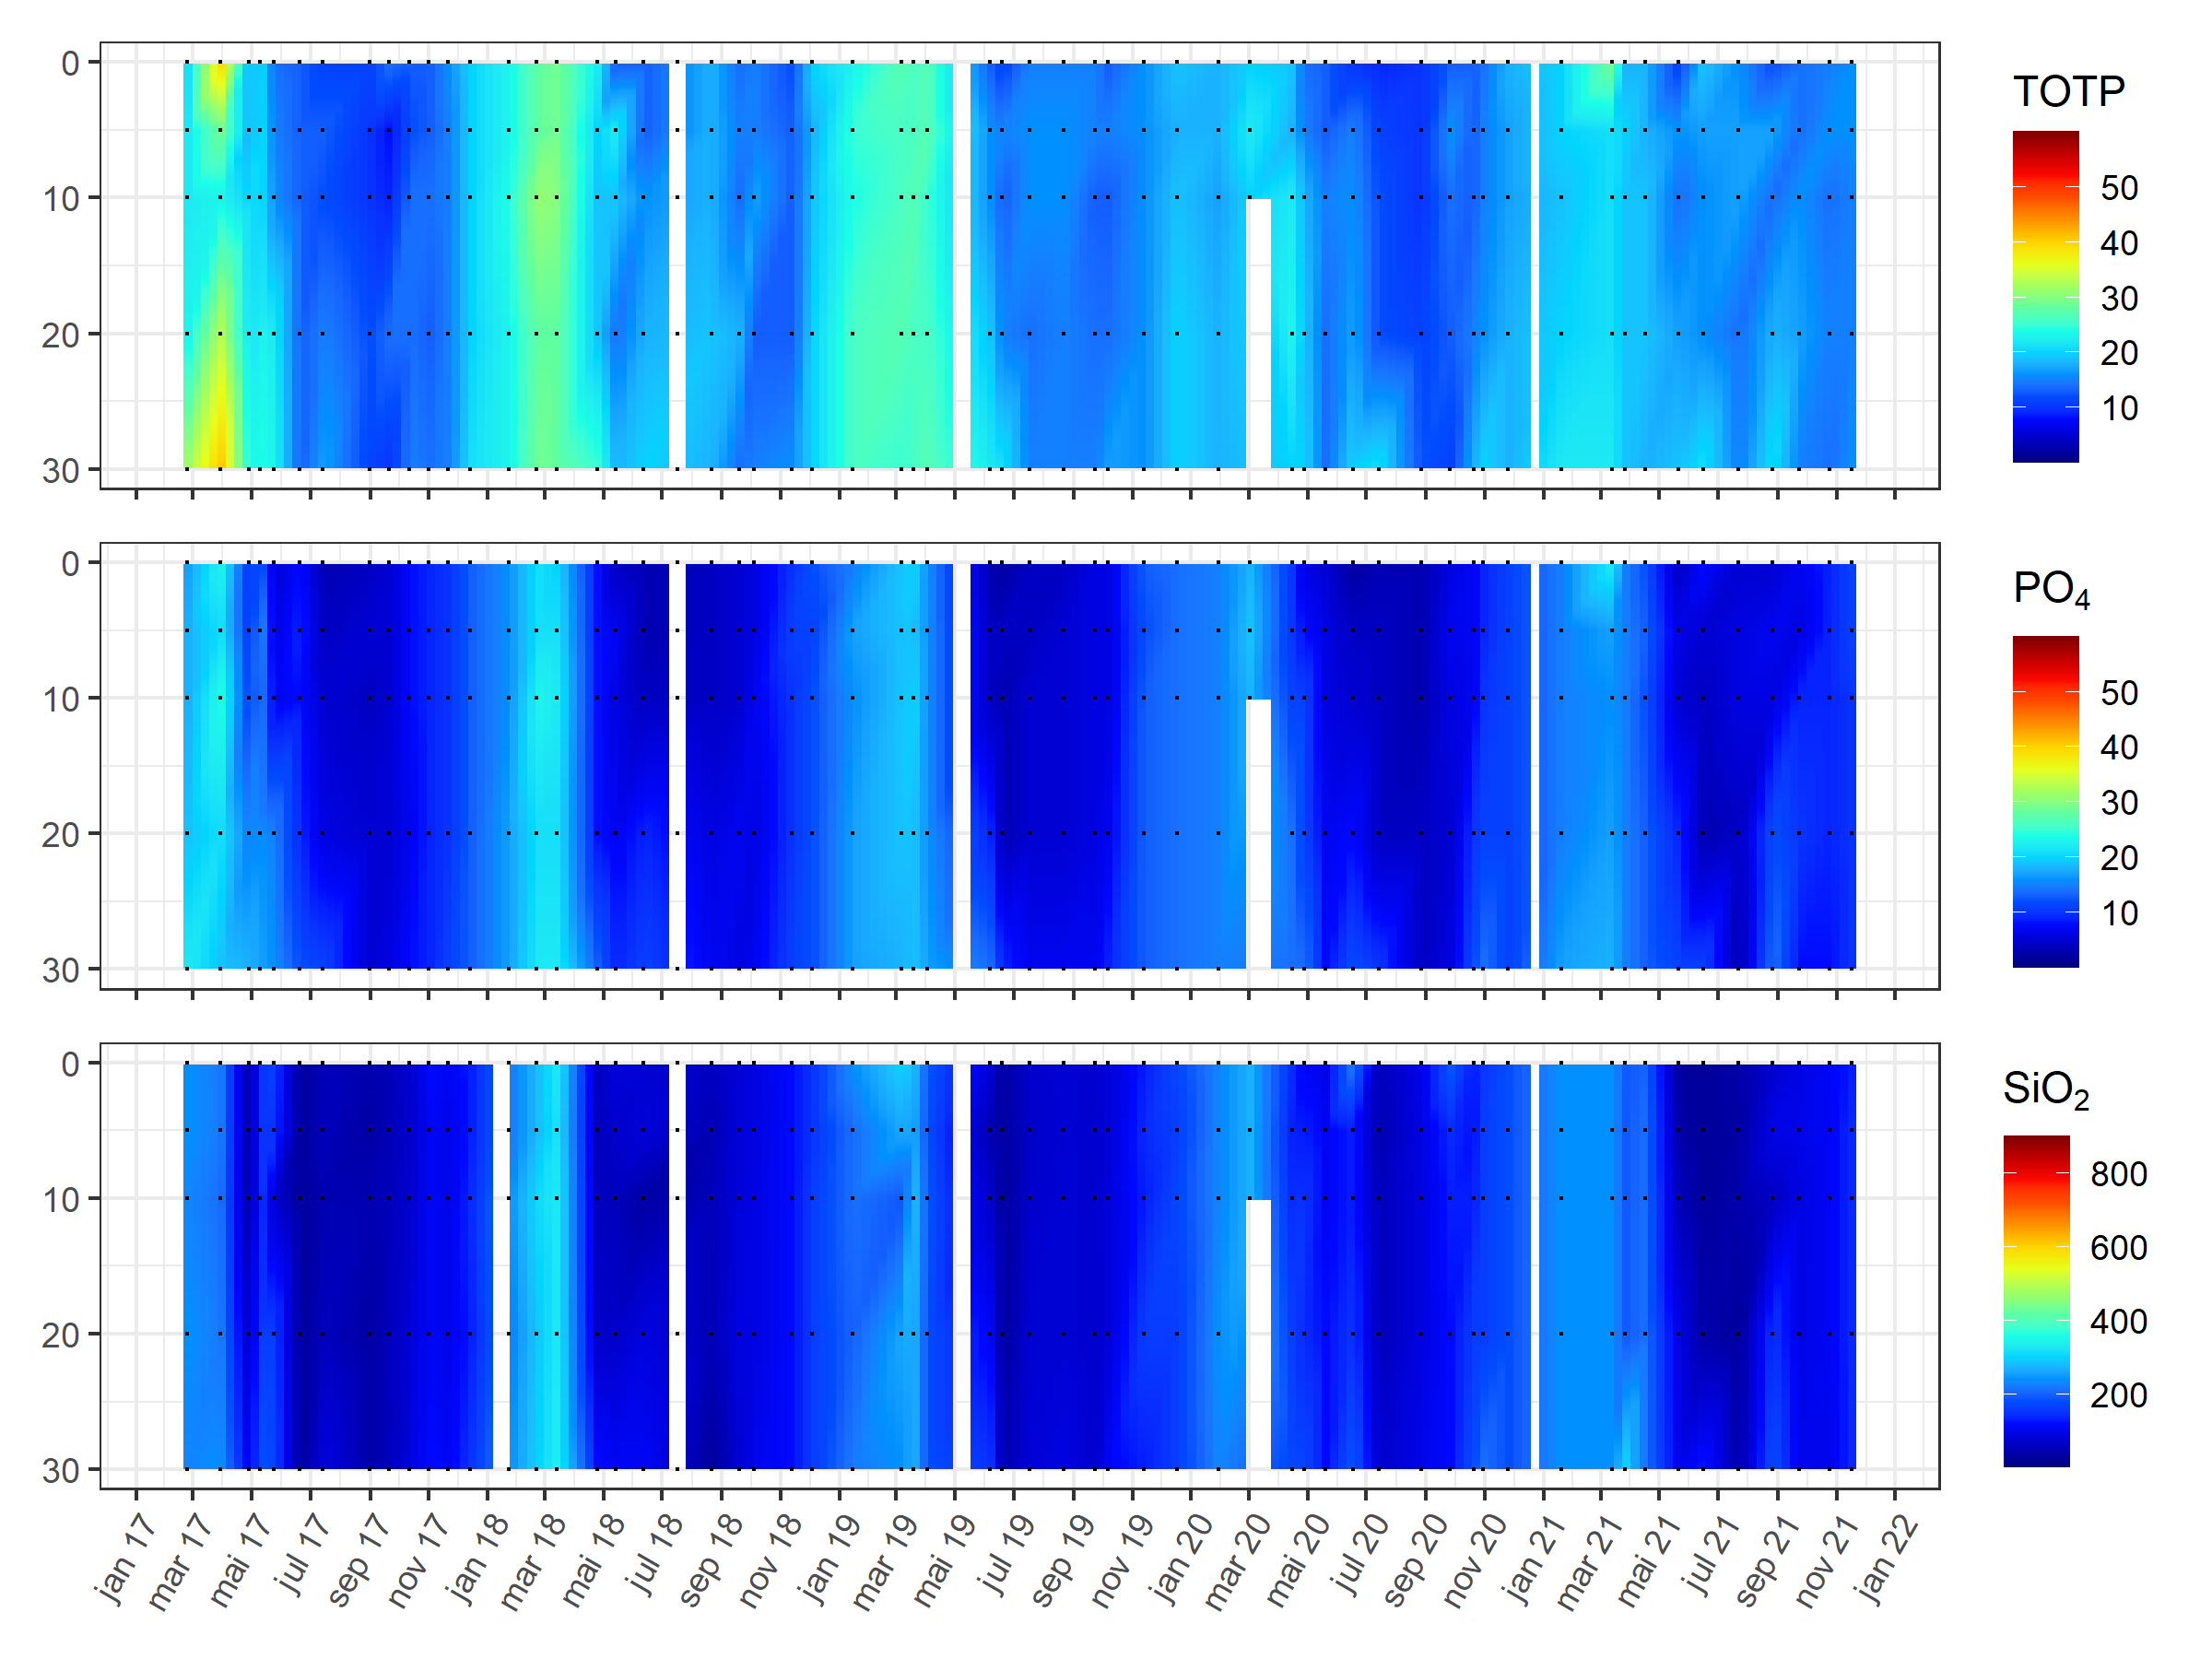 TOTP
0
10
20
30
50
40
30
20
10
PO₄
0
10
20
30
50
40
30
20
10
SiO₂
0
10
20
30
800
600
400
200
jan 17
mar 17
mai 17
jul 17
sep 17
nov 17
jan 18
mar 18
mai 18
jul 18
sep 18
nov 18
jan 19
mar 19
mai 19
jul 19
sep 19
nov 19
jan 20
mar 20
mai 20
jul 20
sep 20
nov 20
jan 21
mar 21
mai 21
jul 21
sep 21
nov 21
jan 22